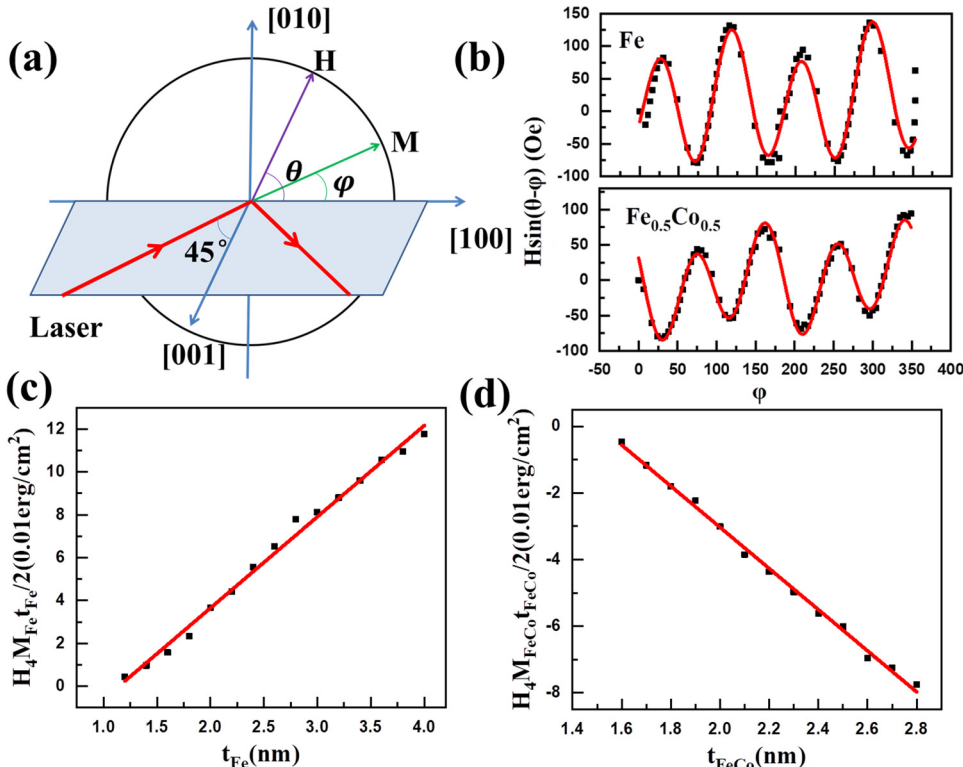 (a)
[010]
H
M
θ
φ
[100]
45°
Laser
[001]
(b)
150
100
50
0
-50
-100
Fe
100
50
0
-50
-100
Fe0.5Co0.5
Hsin(θ-φ) (Oe)
-50 0 50 100 150 200 250 300 350 400
φ
(c)
12
10
8
6
4
2
0
H4MFetFe/2(0.01erg/cm²)
1.0 1.5 2.0 2.5 3.0 3.5 4.0
tFe(nm)
(d)
0
-2
-4
-6
-8
H4MFeCotFeCo/2(0.01erg/cm²)
1.4 1.6 1.8 2.0 2.2 2.4 2.6 2.8
tFeCo(nm)